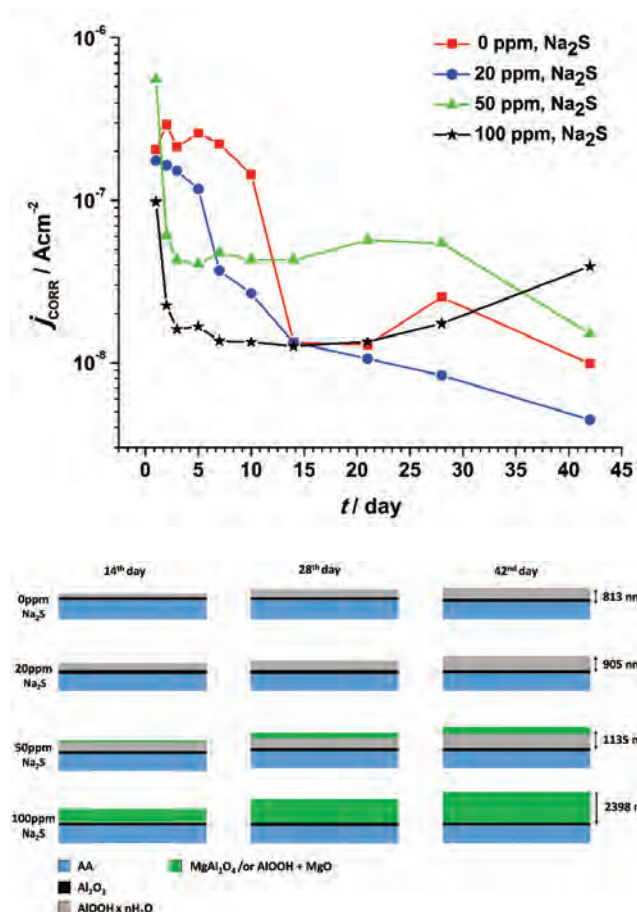 10⁻⁶
0 ppm, Na₂S
20 ppm, Na₂S
50 ppm, Na₂S
100 ppm, Na₂S
10⁻⁷
10⁻⁸
j_CORR / Acm⁻²
0 5 10 15 20 25 30 35 40 45
t / day
14ᵗʰ day 28ᵗʰ day 42ⁿᵈ day
0ppm
Na₂S
813 nm
20ppm
Na₂S
905 nm
50ppm
Na₂S
1135 n
100ppm
Na₂S
2398 n
AA MgAl₂O₄ /or AlOOH + MgO
Al₂O₃
AlOOH x nH₂O